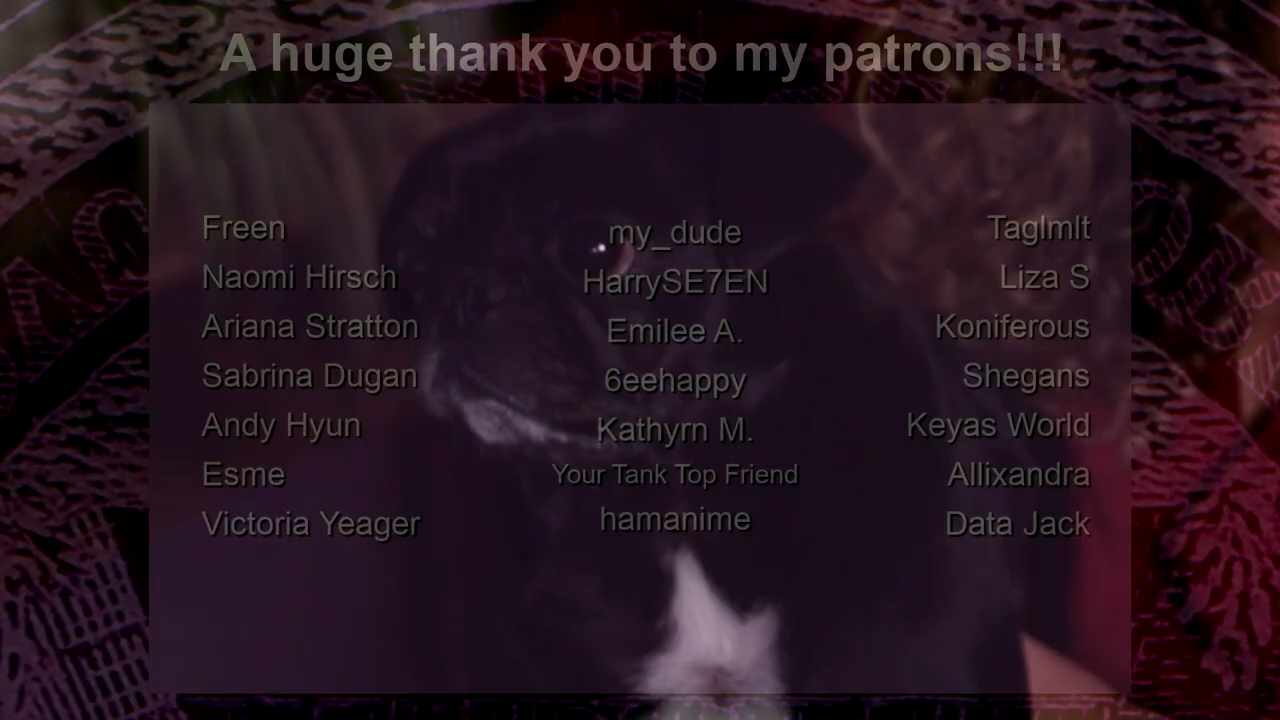 A huge thank you to my patrons!!!
Freen
Naomi Hirsch
Ariana Stratton
Sabrina Dugan
Andy Hyun
Esme
Victoria Yeager
my_dude
HarrySE7EN
Emilee A.
6eehappy
Kathyrn M.
Your Tank Top Friend
hamanime
TagImIt
Liza S
Koniferous
Shegans
Keyas World
Allixandra
Data Jack